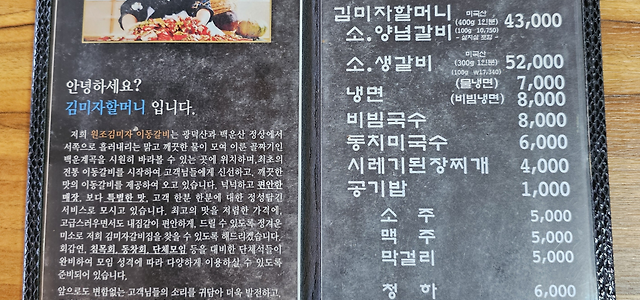 안녕하세요?
김미자할머니 입니다.
저희 원조김미자 이동갈비는 광덕산과 백운산 정상에서
서쪽으로 흘러내리는 맑고 깨끗한 물이 모여 이룬 골짜기인
백운계곡을 시원히 바라볼 수 있는 곳에 위치하며,최초의
전통 이동갈비를 시작하여 고객들에게 신선하고, 깨끗한
맛의 이동갈비를 제공하여 오고 있습니다. 넉넉하고 편안한
매장, 보다 특별한 맛, 고객 한분 한분에 대한 정성담긴
서비스로 모시고 있습니다. 최고의 맛을 저렴한 가격에,
고급스러우면서도 내집같이 편안하게, 드릴 수 있도록 정겨운
미소로 저희 김미자갈비집을 찾을 수 있도록 해드리겠습니다.
회갑연, 친목회, 동창회, 단체모임 등을 대비한 단체석들이
완비하여 모임 성격에 따라 다양하게 이용하실 수 있도록
준비되어 있습니다.
앞으로도 변함없는 고객님들의 소리를 귀담아 더욱 발전하고,
김미자할머니 미국산
소.양념갈비 (400g 1인분) 43,000
(100g · 10,750)
소.생갈비 미국산 (300g 1인분) 52,000
(100g · ₩17,340)
냉면 (물냉면) 7,000
(비빔냉면) 8,000
비빔국수 8,000
동치미국수 6,000
시레기된장찌개 4,000
공기밥 1,000
소 주 5,000
맥 주 5,000
막걸리 5,000
청 하 6,000